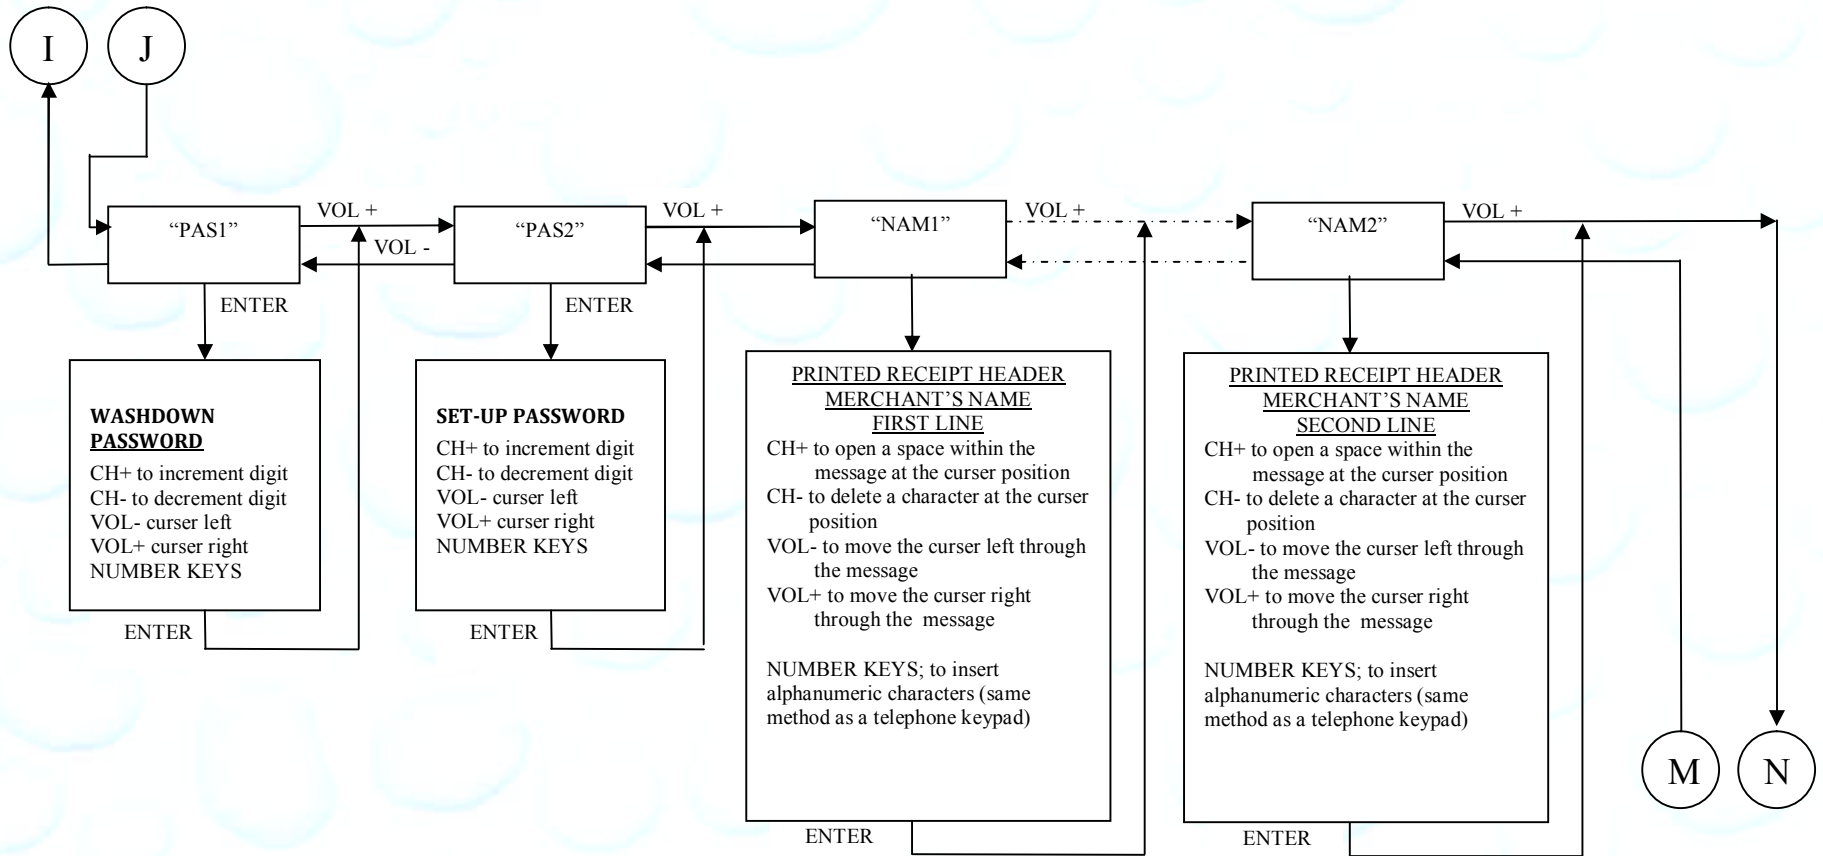 I
J
"PAS1"
VOL +
VOL -
"PAS2"
VOL +
"NAM1"
VOL +
"NAM2"
VOL +
ENTER
ENTER
WASHDOWN
PASSWORD
CH+ to increment digit
CH- to decrement digit
VOL- curser left
VOL+ curser right
NUMBER KEYS
ENTER
SET-UP PASSWORD
CH+ to increment digit
CH- to decrement digit
VOL- curser left
VOL+ curser right
NUMBER KEYS
ENTER
PRINTED RECEIPT HEADER
MERCHANT'S NAME
FIRST LINE
CH+ to open a space within the
message at the curser position
CH- to delete a character at the curser
position
VOL- to move the curser left through
the message
VOL+ to move the curser right
through the message
NUMBER KEYS; to insert
alphanumeric characters (same
method as a telephone keypad)
ENTER
PRINTED RECEIPT HEADER
MERCHANT'S NAME
SECOND LINE
CH+ to open a space within the
message at the curser position
CH- to delete a character at the curser
position
VOL- to move the curser left through
the message
VOL+ to move the curser right
through the message
NUMBER KEYS; to insert
alphanumeric characters (same
method as a telephone keypad)
ENTER
M
N